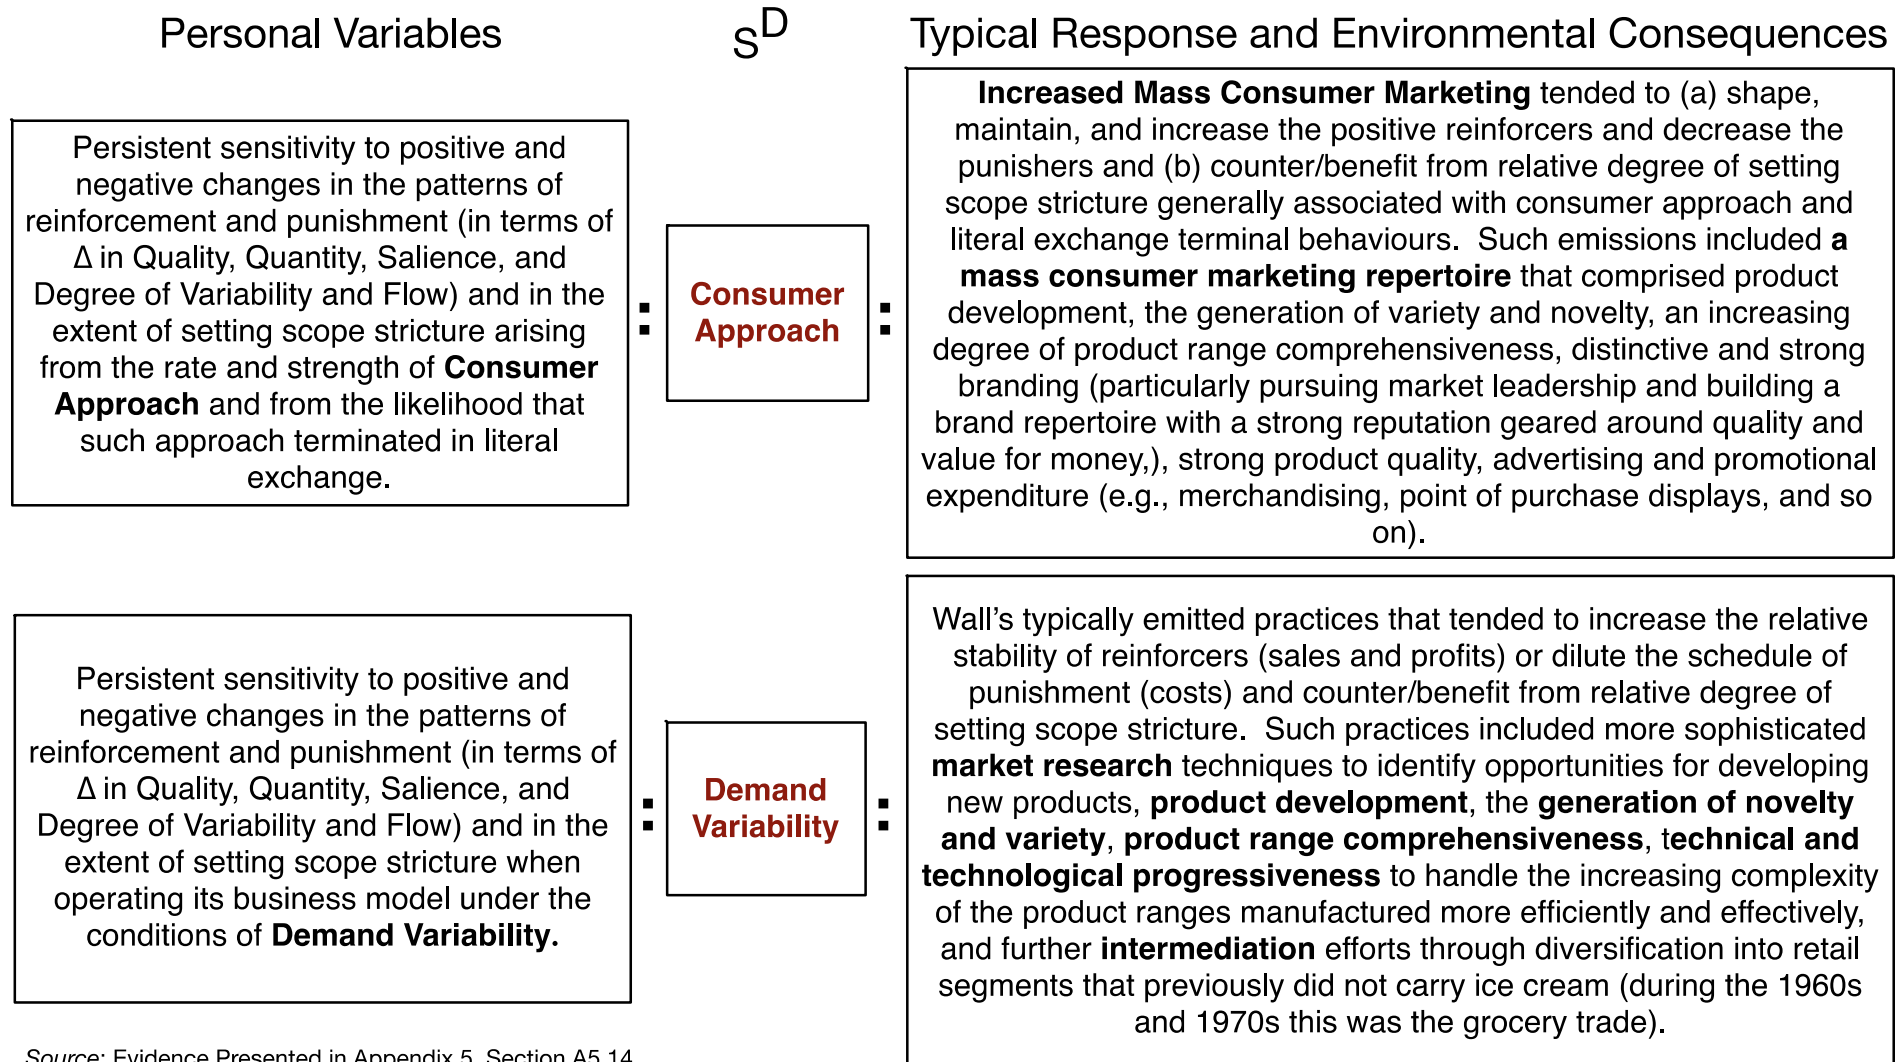 Personal Variables
S^D
Typical Response and Environmental Consequences
Persistent sensitivity to positive and
negative changes in the patterns of
reinforcement and punishment (in terms of
Δ in Quality, Quantity, Salience, and
Degree of Variability and Flow) and in the
extent of setting scope stricture arising
from the rate and strength of Consumer
Approach and from the likelihood that
such approach terminated in literal
exchange.
:
Consumer
Approach
:
Increased Mass Consumer Marketing tended to (a) shape,
maintain, and increase the positive reinforcers and decrease the
punishers and (b) counter/benefit from relative degree of setting
scope stricture generally associated with consumer approach and
literal exchange terminal behaviours.  Such emissions included a
mass consumer marketing repertoire that comprised product
development, the generation of variety and novelty, an increasing
degree of product range comprehensiveness, distinctive and strong
branding (particularly pursuing market leadership and building a
brand repertoire with a strong reputation geared around quality and
value for money,), strong product quality, advertising and promotional
expenditure (e.g., merchandising, point of purchase displays, and so
on).
Persistent sensitivity to positive and
negative changes in the patterns of
reinforcement and punishment (in terms of
Δ in Quality, Quantity, Salience, and
Degree of Variability and Flow) and in the
extent of setting scope stricture when
operating its business model under the
conditions of Demand Variability.
:
Demand
Variability
:
Wall's typically emitted practices that tended to increase the relative
stability of reinforcers (sales and profits) or dilute the schedule of
punishment (costs) and counter/benefit from relative degree of
setting scope stricture.  Such practices included more sophisticated
market research techniques to identify opportunities for developing
new products, product development, the generation of novelty
and variety, product range comprehensiveness, technical and
technological progressiveness to handle the increasing complexity
of the product ranges manufactured more efficiently and effectively,
and further intermediation efforts through diversification into retail
segments that previously did not carry ice cream (during the 1960s
and 1970s this was the grocery trade).
Source: Evidence Presented in Appendix 5, Section A5.14